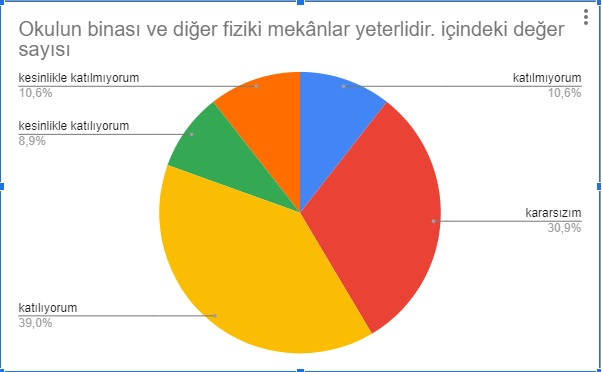 Okulun binası ve diğer fiziki mekânlar yeterlidir. içindeki değer
sayısı
kesinlikle katılmıyorum
10,6%
katılmıyorum
10,6%
kesinlikle katılıyorum
8,9%
kararsızım
30,9%
katılıyorum
39,0%